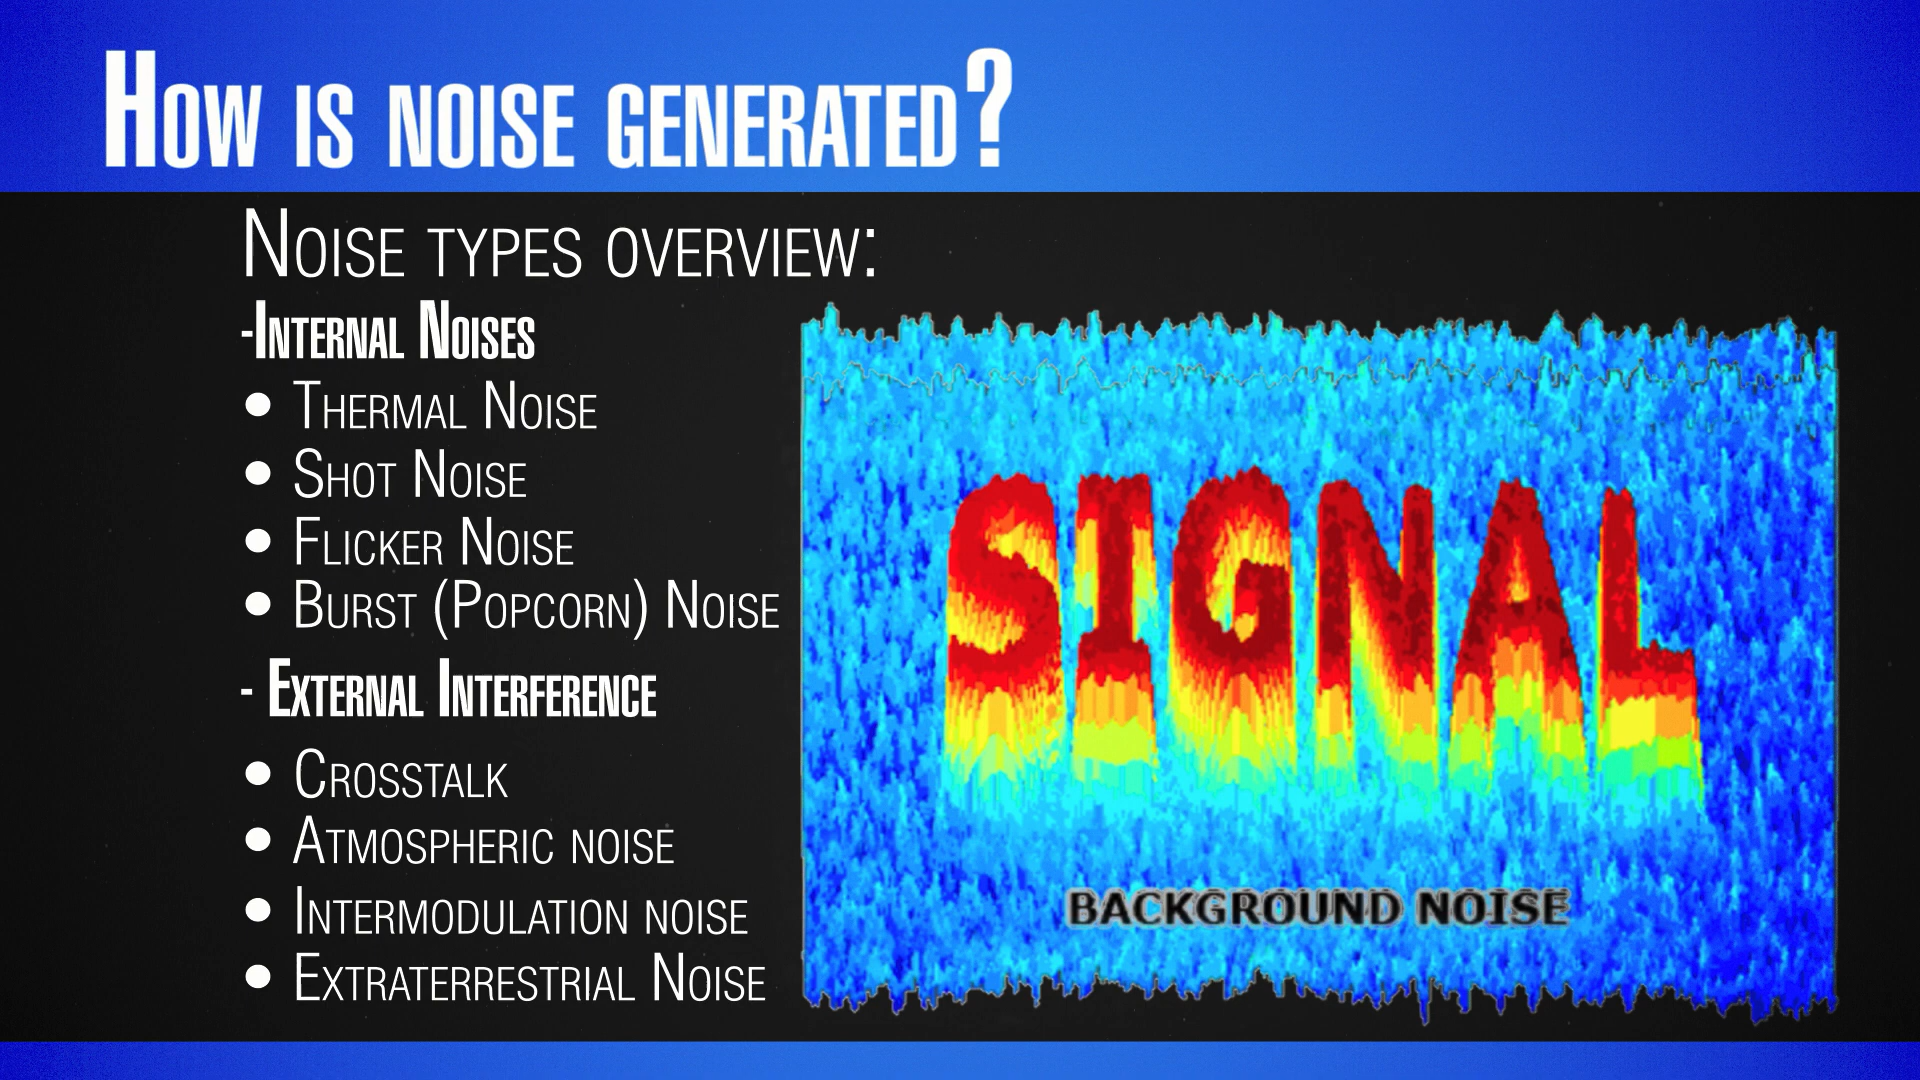 How is noise generated?
Noise types overview:
-Internal Noises
• Thermal Noise
• Shot Noise
• Flicker Noise
• Burst (Popcorn) Noise
- External Interference
• Crosstalk
• Atmospheric noise
• Intermodulation noise
• Extraterrestrial Noise
SIGNAL
BACKGROUND NOISE